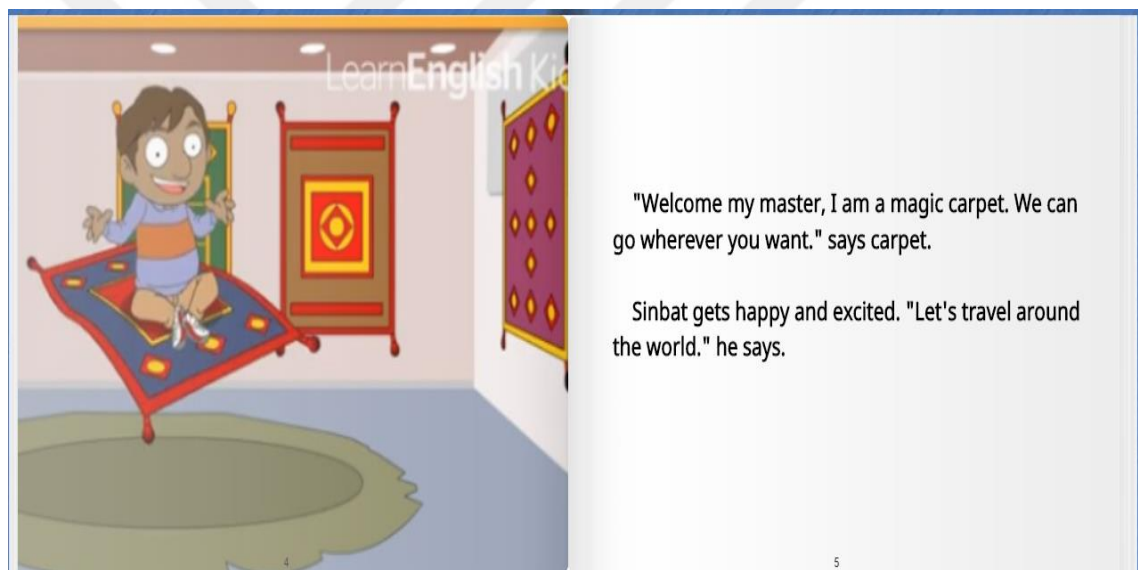 LearnEnglish Kid
"Welcome my master, I am a magic carpet. We can
go wherever you want." says carpet.
Sinbat gets happy and excited. "Let's travel around
the world." he says.
4
5